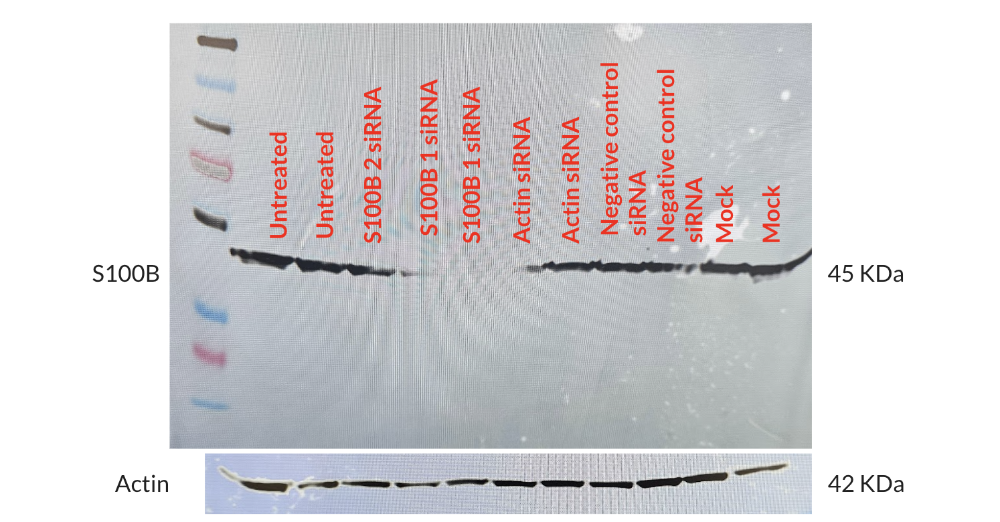 Untreated
Untreated
S100B 2 siRNA
S100B 1 siRNA
S100B 1 siRNA
Actin siRNA
Actin siRNA
Negative control
siRNA
Negative control
siRNA
Mock
Mock
S100B
45 KDa
Actin
42 KDa